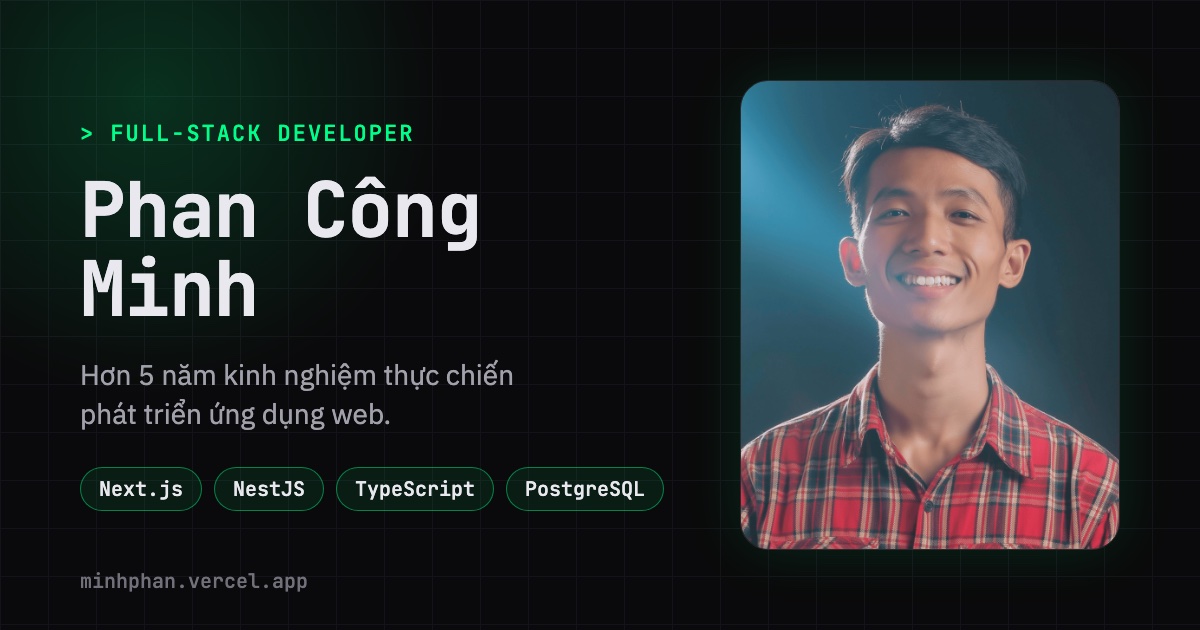 > FULL-STACK DEVELOPER
Phan Công
Minh
Hơn 5 năm kinh nghiệm thực chiến
phát triển ứng dụng web.
Next.js NestJS TypeScript PostgreSQL
minhphan.vercel.app